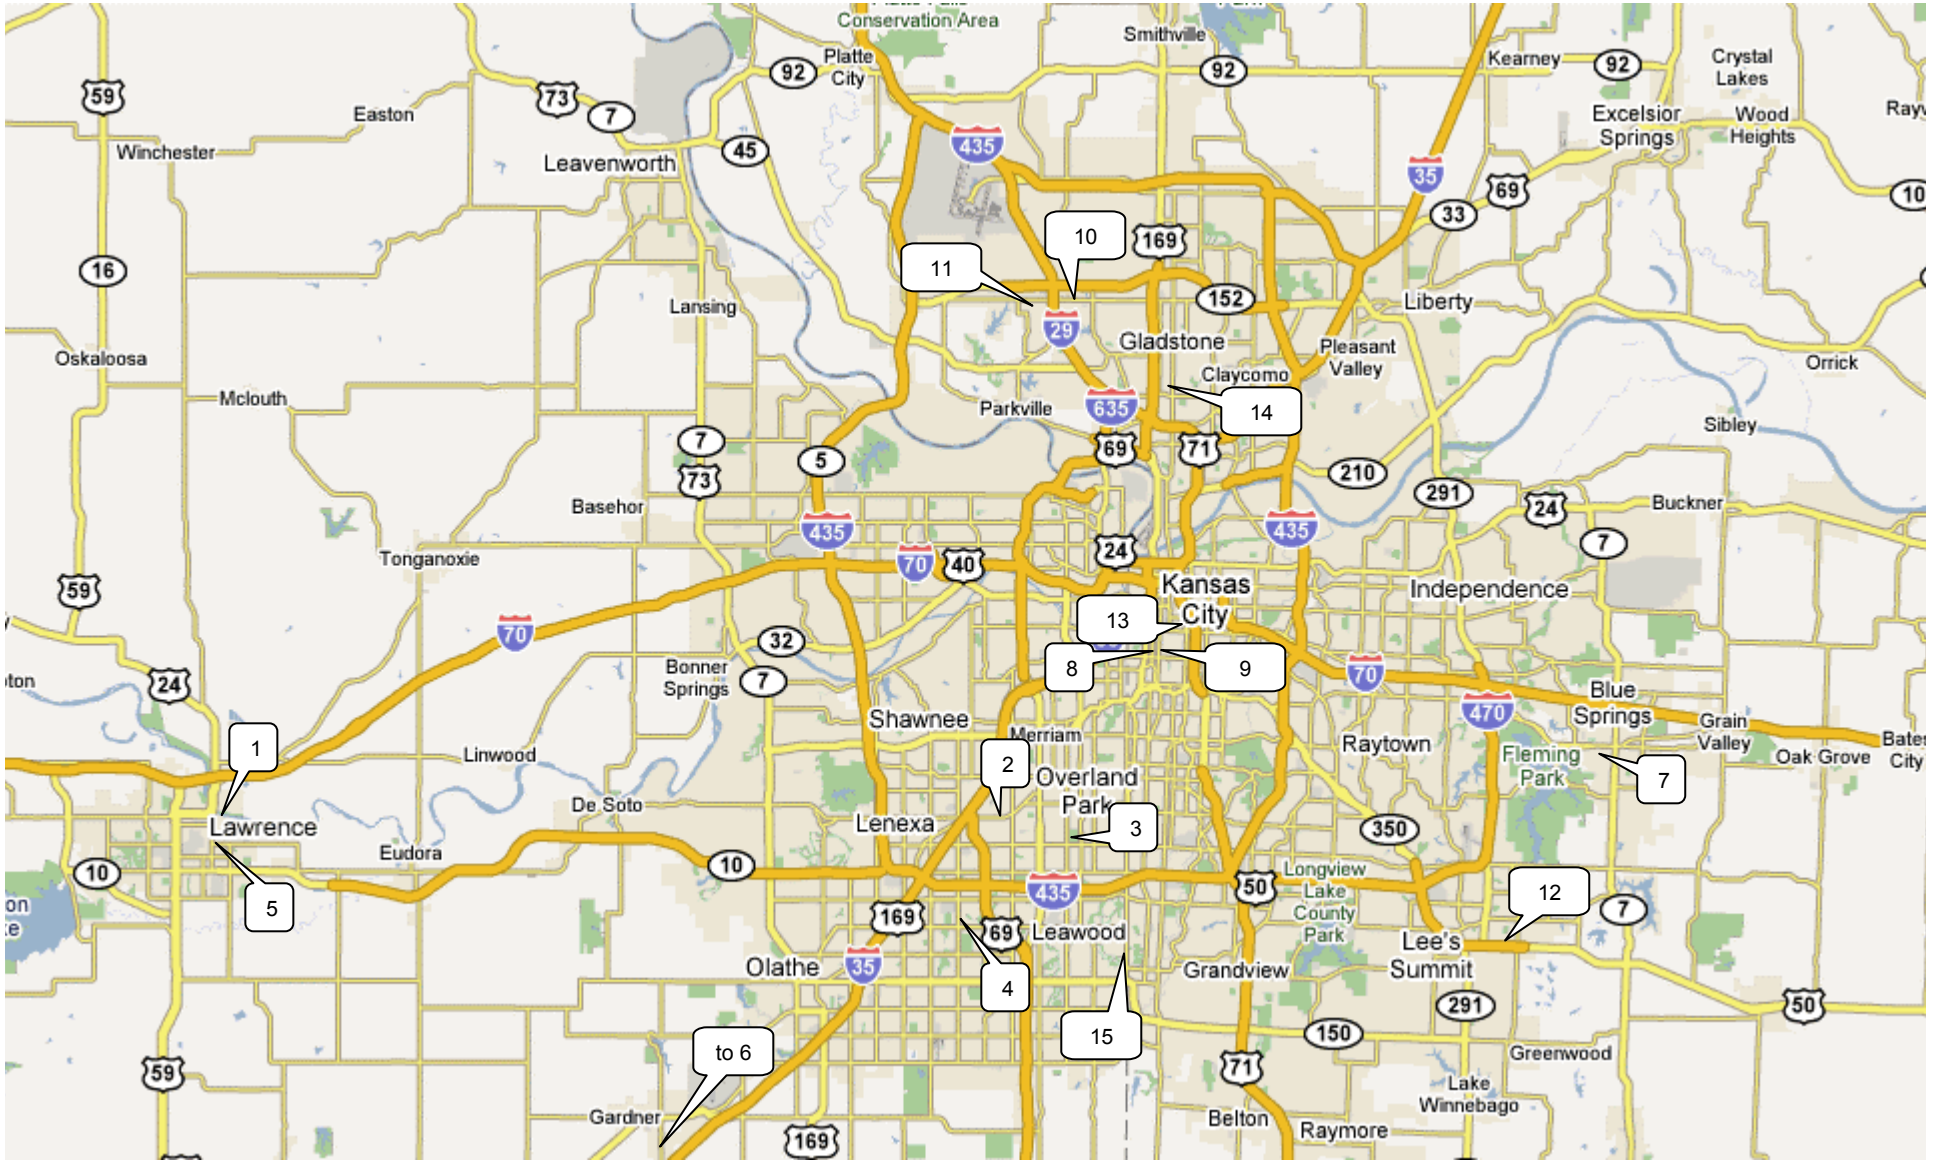 Conservation Area
Smithville
Platte
City
92
92
Kearney
92
Crystal
Lakes
59
73
7
Easton
Excelsior
Springs
Wood
Heights
Winchester
45
435
Leavenworth
35
69
33
10
10
169
11
16
Lansing
152
Liberty
29
Gladstone
Pleasant
Valley
Oskaloosa
Claycomo
Orrick
Mclouth
Parkville
635
14
Sibley
7
5
69
71
73
210
291
24
Buckner
Basehor
435
435
7
Tonganoxie
70
40
24
Kansas
City
Independence
59
13
70
32
24
Bonner
Springs
7
8
9
70
Blue
Springs
470
Shawnee
Grain
Valley
1
Linwood
Merriam
Raytown
Fleming
Park
Oak Grove
Bates
City
2
Overland
Park
7
De Soto
Lawrence
Lenexa
3
350
Eudora
10
10
435
50
Longview
Lake
County
Park
12
5
169
69
Leawood
7
Lee's
Summit
Olathe
35
Grandview
4
291
50
15
150
to 6
Greenwood
59
71
Lake
Winnebago
Gardner
Belton
169
Raymore